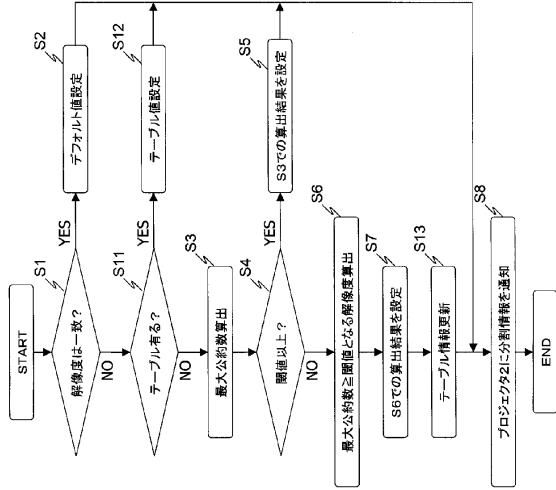 START
S1
解像度は一致?
YES
NO
S2
デフォルト値設定
S11
テーブル有る?
YES
NO
S12
テーブル値設定
S3
最大公約数算出
S4
閾値以上?
YES
NO
S5
S3での算出結果を設定
S6
最大公約数≧閾値となる解像度算出
S7
S6での算出結果を設定
S13
テーブル情報更新
S8
プロジェクタ2に分割情報を通知
END